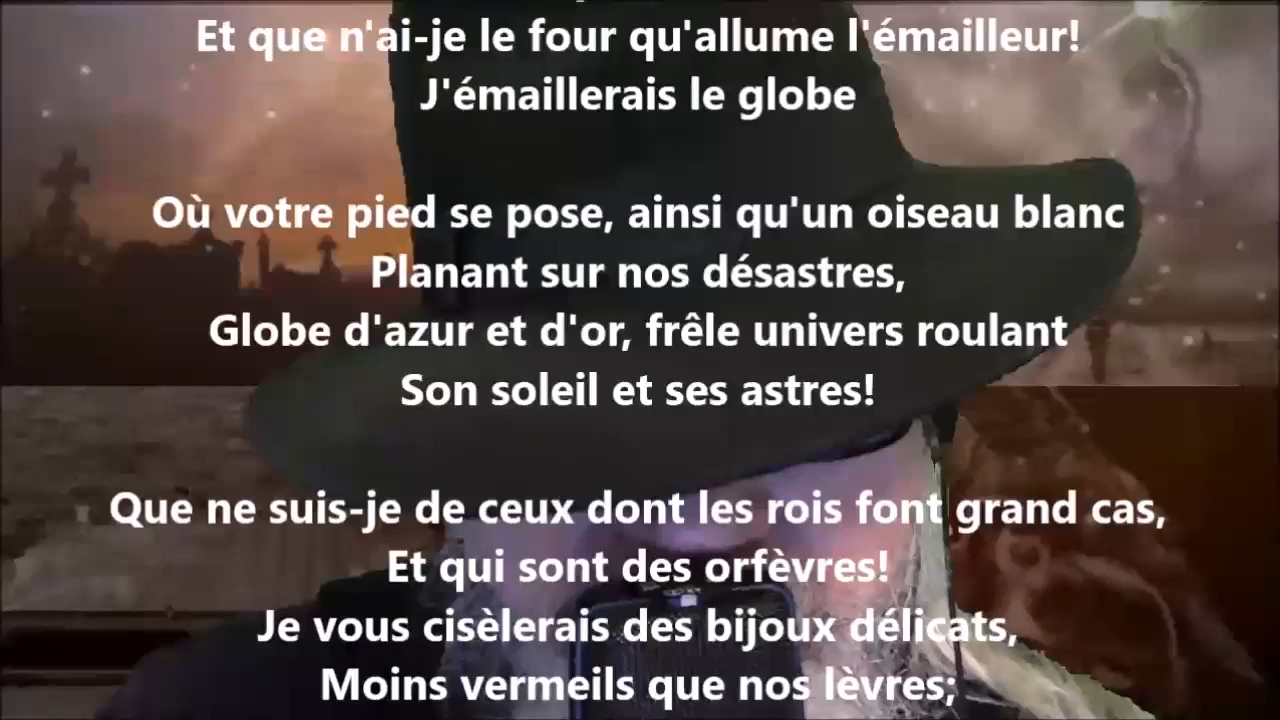 Et que n'ai-je le four qu'allume l'émailleur!
J'émaillerais le globe
Où votre pied se pose, ainsi qu'un oiseau blanc
Planant sur nos désastres,
Globe d'azur et d'or, frêle univers roulant
Son soleil et ses astres!
Que ne suis-je de ceux dont les rois font grand cas,
Et qui sont des orfèvres!
Je vous cisèlerais des bijoux délicats,
Moins vermeils que nos lèvres;